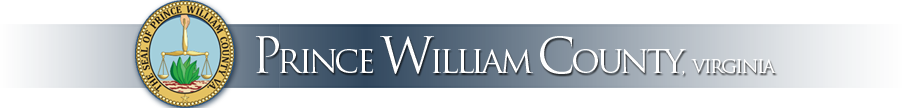 THE SEAL OF PRINCE WILLIAM COUNTY VA.
PRINCE WILLIAM COUNTY, VIRGINIA